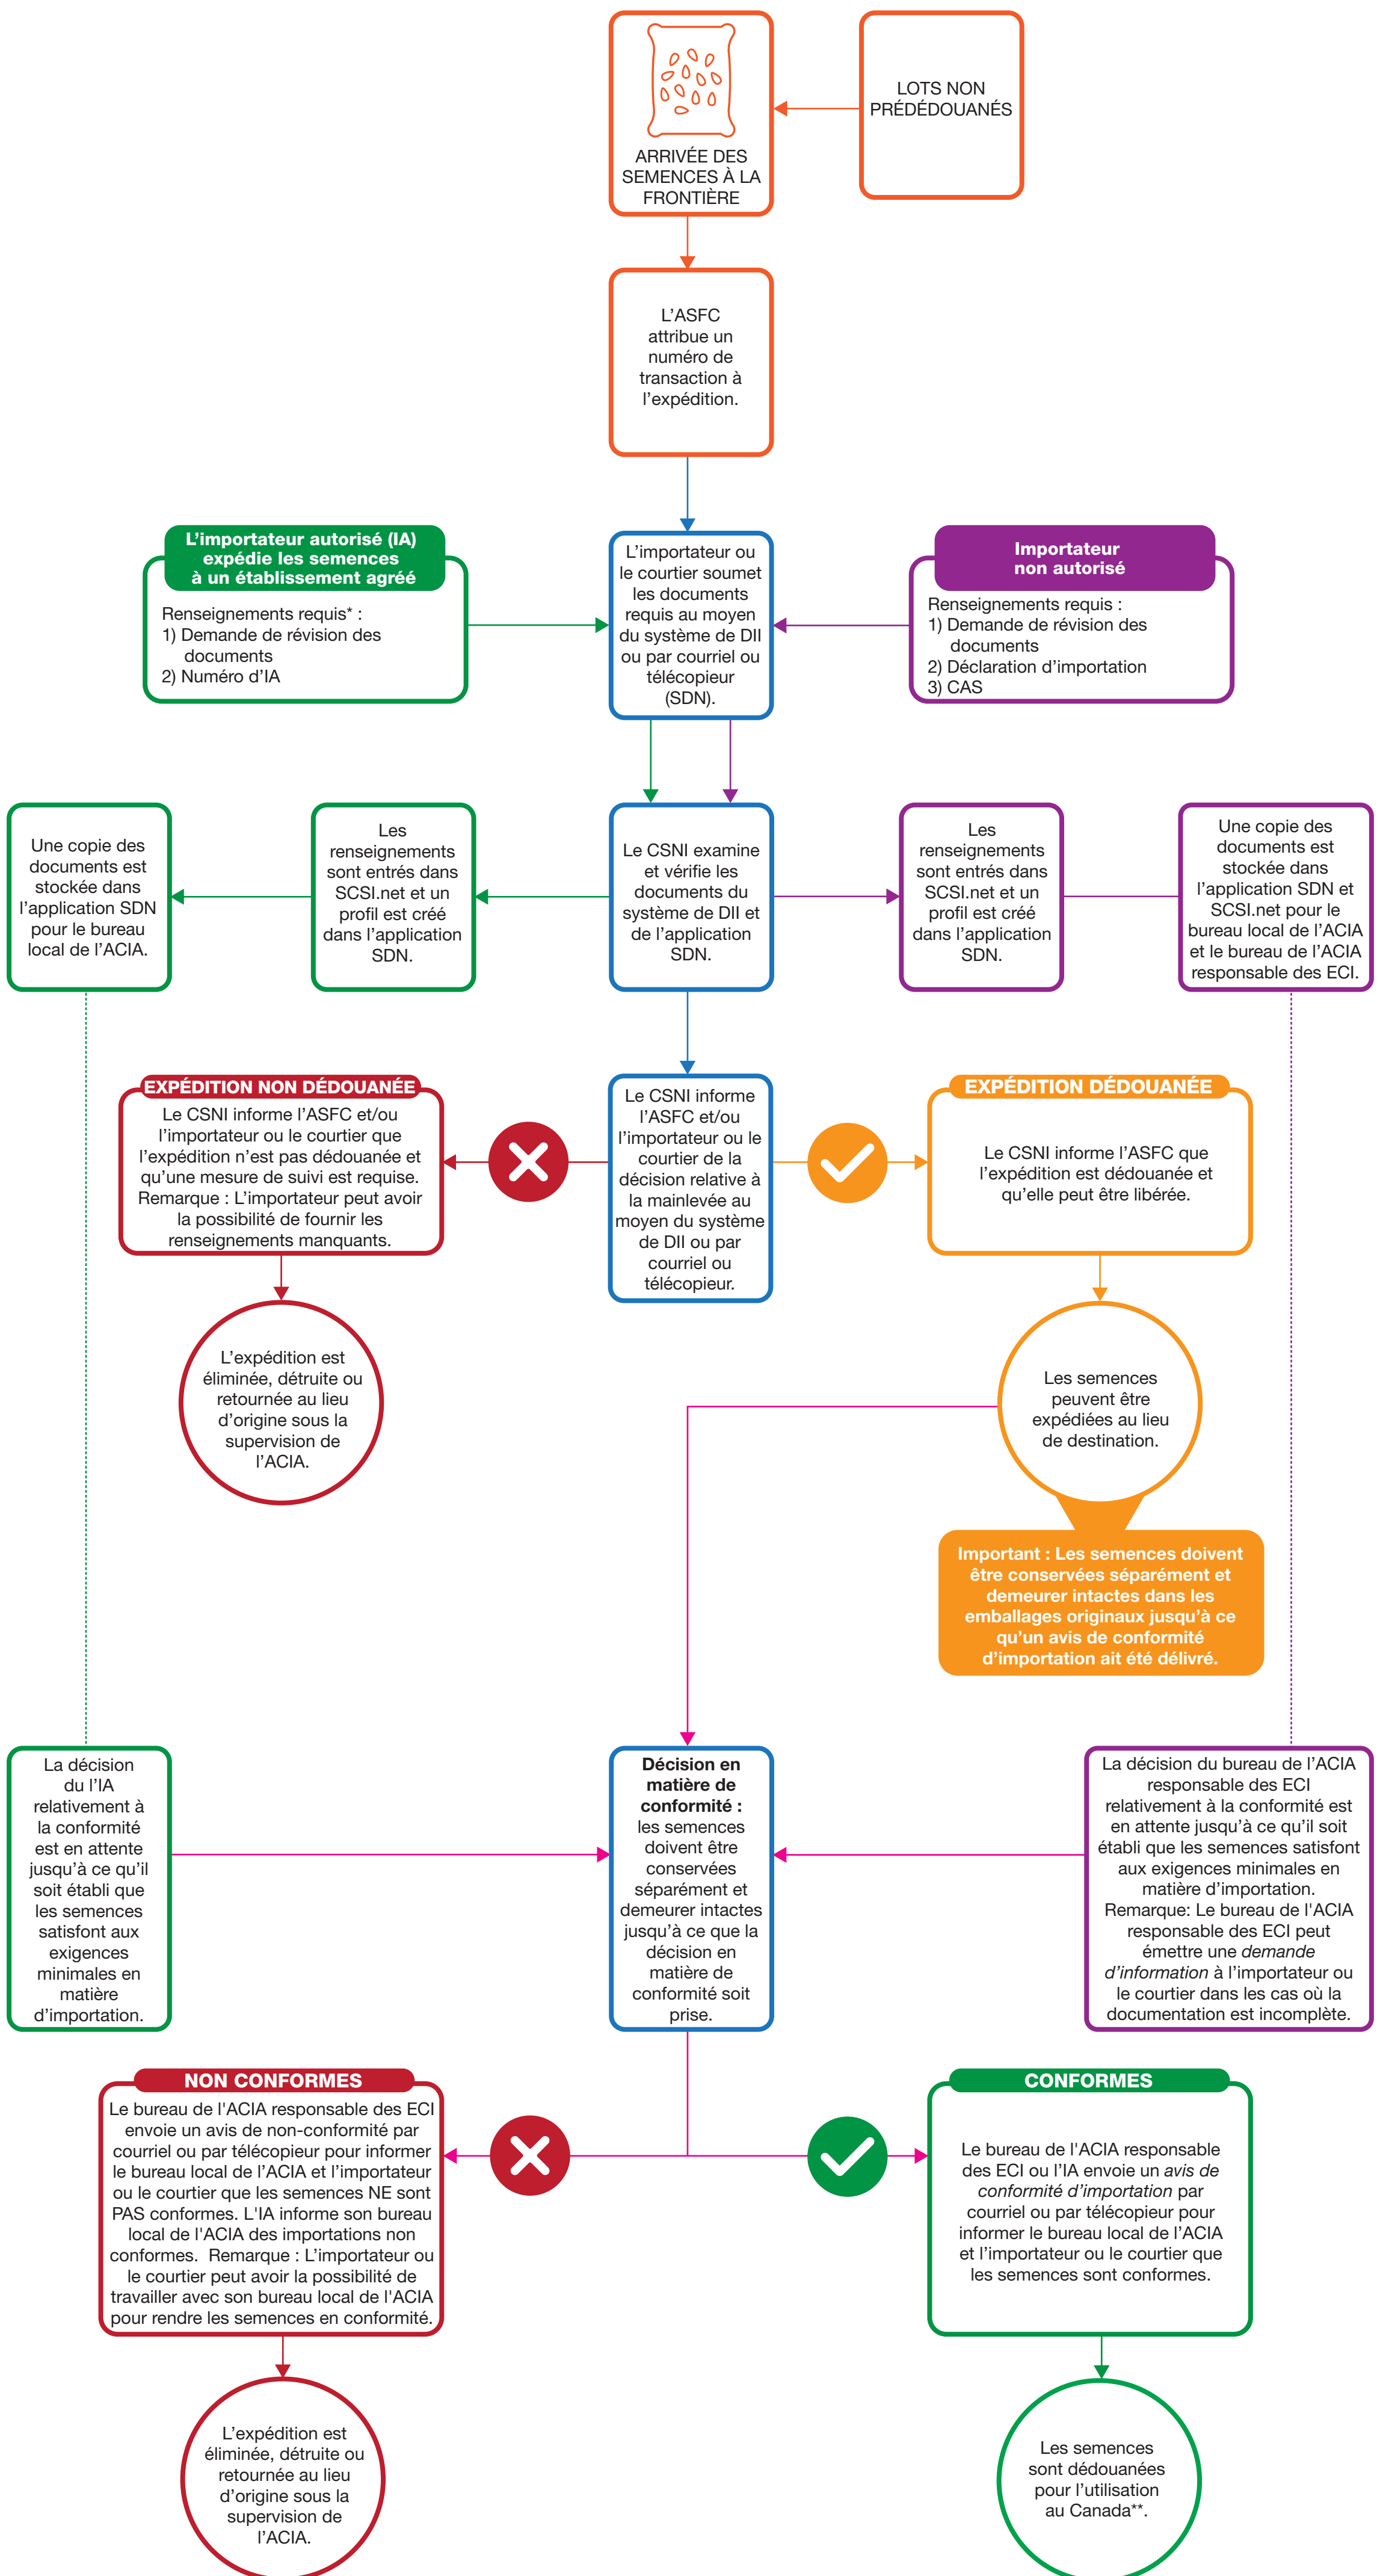 ARRIVÉE DES
SEMENCES À LA
FRONTIÈRE
LOTS NON
PRÉDÉDOUANÉS
L'ASFC
attribue un
numéro de
transaction à
l'expédition.
L'importateur autorisé (IA)
expédie les semences
à un établissement agréé
Renseignements requis* :
1) Demande de révision des
documents
2) Numéro d'IA
L'importateur ou
le courtier soumet
les documents
requis au moyen
du système de DII
ou par courriel ou
télécopieur
(SDN).
Importateur
non autorisé
Renseignements requis :
1) Demande de révision des
documents
2) Déclaration d'importation
3) CAS
Une copie des
documents est
stockée dans
l'application SDN
pour le bureau
local de l'ACIA.
Les
renseignements
sont entrés dans
SCSI.net et un
profil est créé
dans l'application
SDN.
Le CSNI examine
et vérifie les
documents du
système de DII et
de l'application
SDN.
Les
renseignements
sont entrés dans
SCSI.net et un
profil est créé
dans l'application
SDN.
Une copie des
documents est
stockée dans
l'application SDN et
SCSI.net pour le
bureau local de l'ACIA
et le bureau de l'ACIA
responsable des ECI.
EXPÉDITION NON DÉDOUANÉE
Le CSNI informe l'ASFC et/ou
l'importateur ou le courtier que
l'expédition n'est pas dédouanée et
qu'une mesure de suivi est requise.
Remarque : L'importateur peut avoir
la possibilité de fournir les
renseignements manquants.
Le CSNI informe
l'ASFC et/ou
l'importateur ou le
courtier de la
décision relative à
la mainlevée au
moyen du système
de DII ou par
courriel ou
télécopieur.
EXPÉDITION DÉDOUANÉE
Le CSNI informe l'ASFC que
l'expédition est dédouanée et
qu'elle peut être libérée.
L'expédition est
éliminée, détruite ou
retournée au lieu
d'origine sous la
supervision de
l'ACIA.
Les semences
peuvent être
expédiées au lieu
de destination.
Important : Les semences doivent
être conservées séparément et
demeurer intactes dans les
emballages originaux jusqu'à ce
qu'un avis de conformité
d'importation ait été délivré.
La décision
du l'IA
relativement à
la conformité
est en attente
jusqu'à ce qu'il
soit établi que
les semences
satisfont aux
exigences
minimales en
matière
d'importation.
Décision en
matière de
conformité :
les semences
doivent être
conservées
séparément et
demeurer intactes
jusqu'à ce que la
décision en
matière de
conformité soit
prise.
La décision du bureau de l'ACIA
responsable des ECI
relativement à la conformité est
en attente jusqu'à ce qu'il soit
établi que les semences satisfont
aux exigences minimales en
matière d'importation.
Remarque: Le bureau de l'ACIA
responsable des ECI peut
émettre une demande
d'information à l'importateur ou
le courtier dans les cas où la
documentation est incomplète.
NON CONFORMES
Le bureau de l'ACIA responsable des ECI
envoie un avis de non-conformité par
courriel ou par télécopieur pour informer
le bureau local de l'ACIA et l'importateur
ou le courtier que les semences NE sont
PAS conformes. L'IA informe son bureau
local de l'ACIA des importations non
conformes. Remarque : L'importateur ou
le courtier peut avoir la possibilité de
travailler avec son bureau local de l'ACIA
pour rendre les semences en conformité.
CONFORMES
Le bureau de l'ACIA responsable
des ECI ou l'IA envoie un avis de
conformité d'importation par
courriel ou par télécopieur pour
informer le bureau local de l'ACIA
et l'importateur ou le courtier que
les semences sont conformes.
L'expédition est
éliminée, détruite ou
retournée au lieu
d'origine sous la
supervision de
l'ACIA.
Les semences
sont dédouanées
pour l'utilisation
au Canada**.